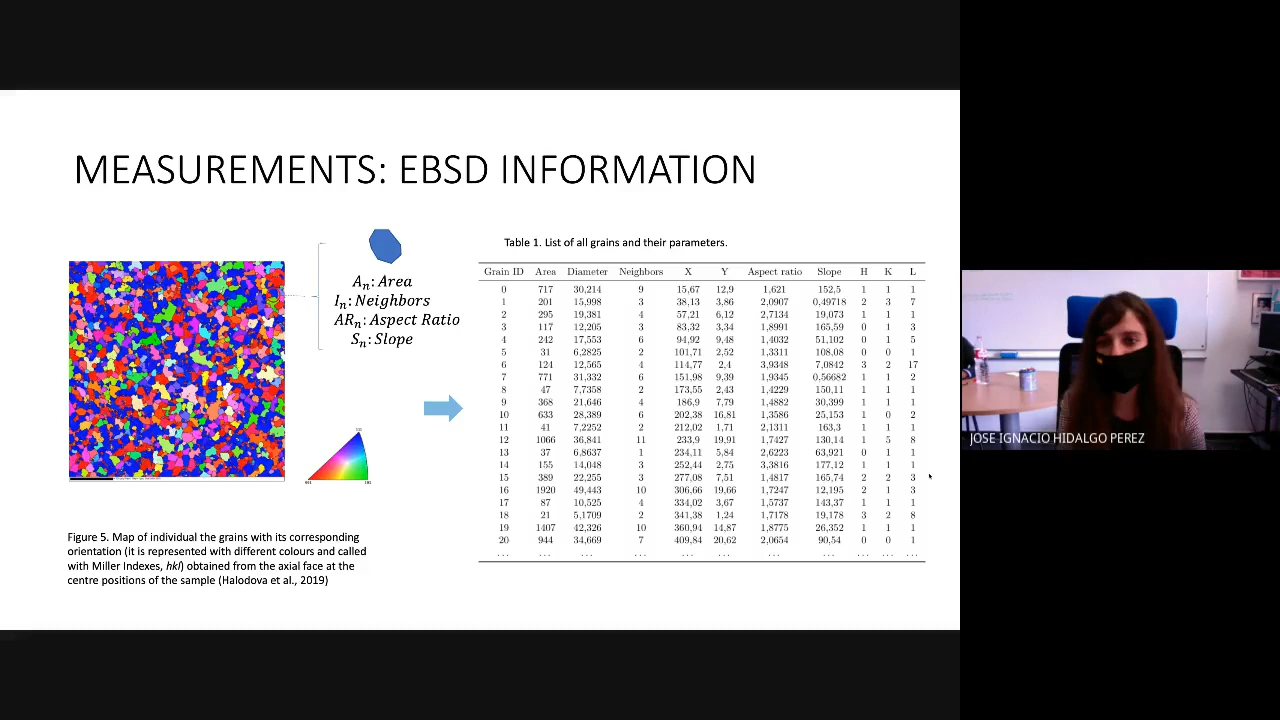 MEASUREMENTS: EBSD INFORMATION
A_n: Area
I_n: Neighbors
AR_n: Aspect Ratio
S_n: Slope
111
001
101
Figure 5. Map of individual the grains with its corresponding
orientation (it is represented with different colours and called
with Miller Indexes, hkl) obtained from the axial face at the
centre positions of the sample (Halodova et al., 2019)
Table 1. List of all grains and their parameters.
Grain ID Area Diameter Neighbors X Y Aspect ratio Slope H K L
0 717 30,214 9 15,67 12,9 1,621 152,5 1 1 1
1 201 15,998 3 38,13 3,86 2,0907 0,49718 2 3 7
2 295 19,381 4 57,21 6,12 2,7134 19,073 1 1 1
3 117 12,205 3 83,32 3,34 1,8991 165,59 0 1 3
4 242 17,553 6 94,92 9,48 1,4032 51,102 0 1 5
5 31 6,2825 2 101,71 2,52 1,3311 108,08 0 0 1
6 124 12,565 4 114,77 2,4 3,9348 7,0842 3 2 17
7 771 31,332 6 151,98 9,39 1,9345 0,56682 1 1 2
8 47 7,7358 2 173,55 2,43 1,4229 150,11 1 1 1
9 368 21,646 4 186,9 7,79 1,4882 30,399 1 1 1
10 633 28,389 6 202,38 16,81 1,3586 25,153 1 0 2
11 41 7,2252 2 212,02 1,71 2,1311 163,3 1 1 1
12 1066 36,841 11 233,9 19,91 1,7427 130,14 1 5 8
13 37 6,8637 1 234,11 5,84 2,6223 63,921 0 1 1
14 155 14,048 3 252,44 2,75 3,3816 177,12 1 1 1
15 389 22,255 3 277,08 7,51 1,4817 165,74 2 2 3
16 1920 49,443 10 306,66 19,66 1,7247 12,195 2 1 3
17 87 10,525 4 334,02 3,67 1,5737 143,37 1 1 1
18 21 5,1709 2 341,38 1,24 1,7178 19,178 3 2 8
19 1407 42,326 10 360,94 14,87 1,8775 26,352 1 1 1
20 944 34,669 7 409,84 20,62 2,0654 90,54 0 0 1
... ... ... ... ... ... ... ... ... ... ...
JOSE IGNACIO HIDALGO PEREZ